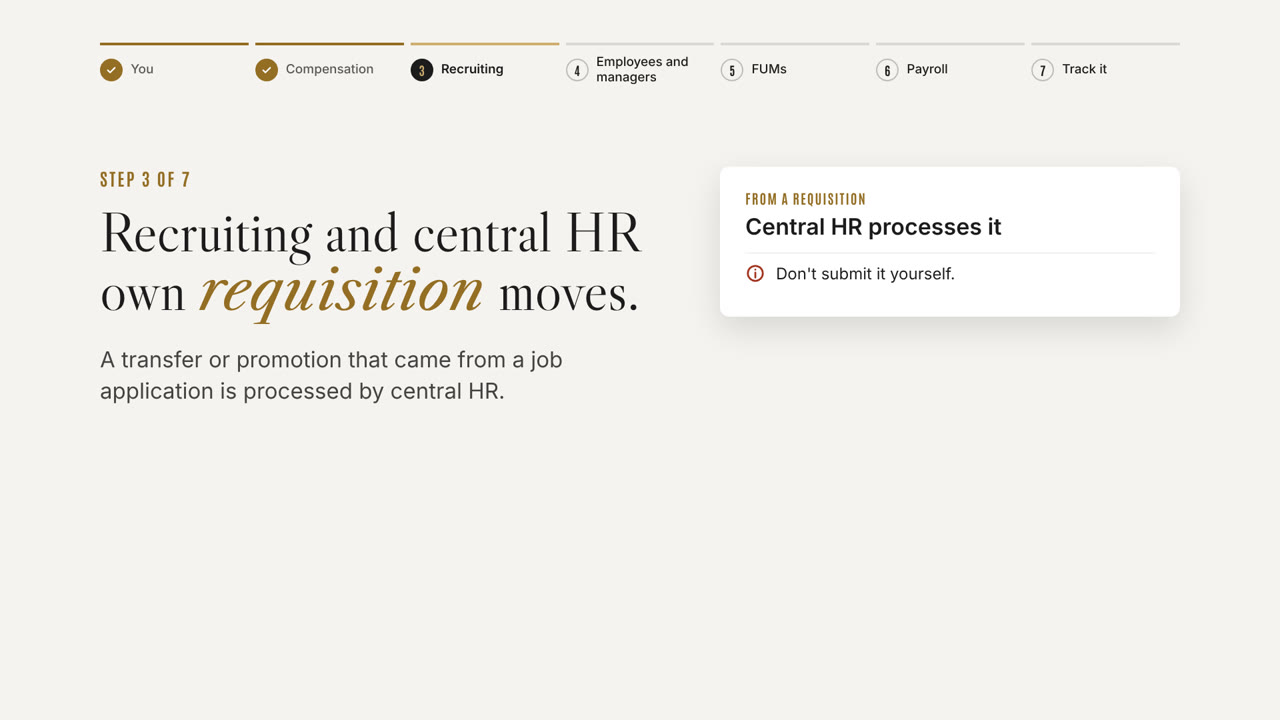 You
Compensation
3 Recruiting
4 Employees and
managers
5 FUMs
6 Payroll
7 Track it
STEP 3 OF 7
Recruiting and central HR
own requisition moves.
A transfer or promotion that came from a job
application is processed by central HR.
FROM A REQUISITION
Central HR processes it
Don't submit it yourself.